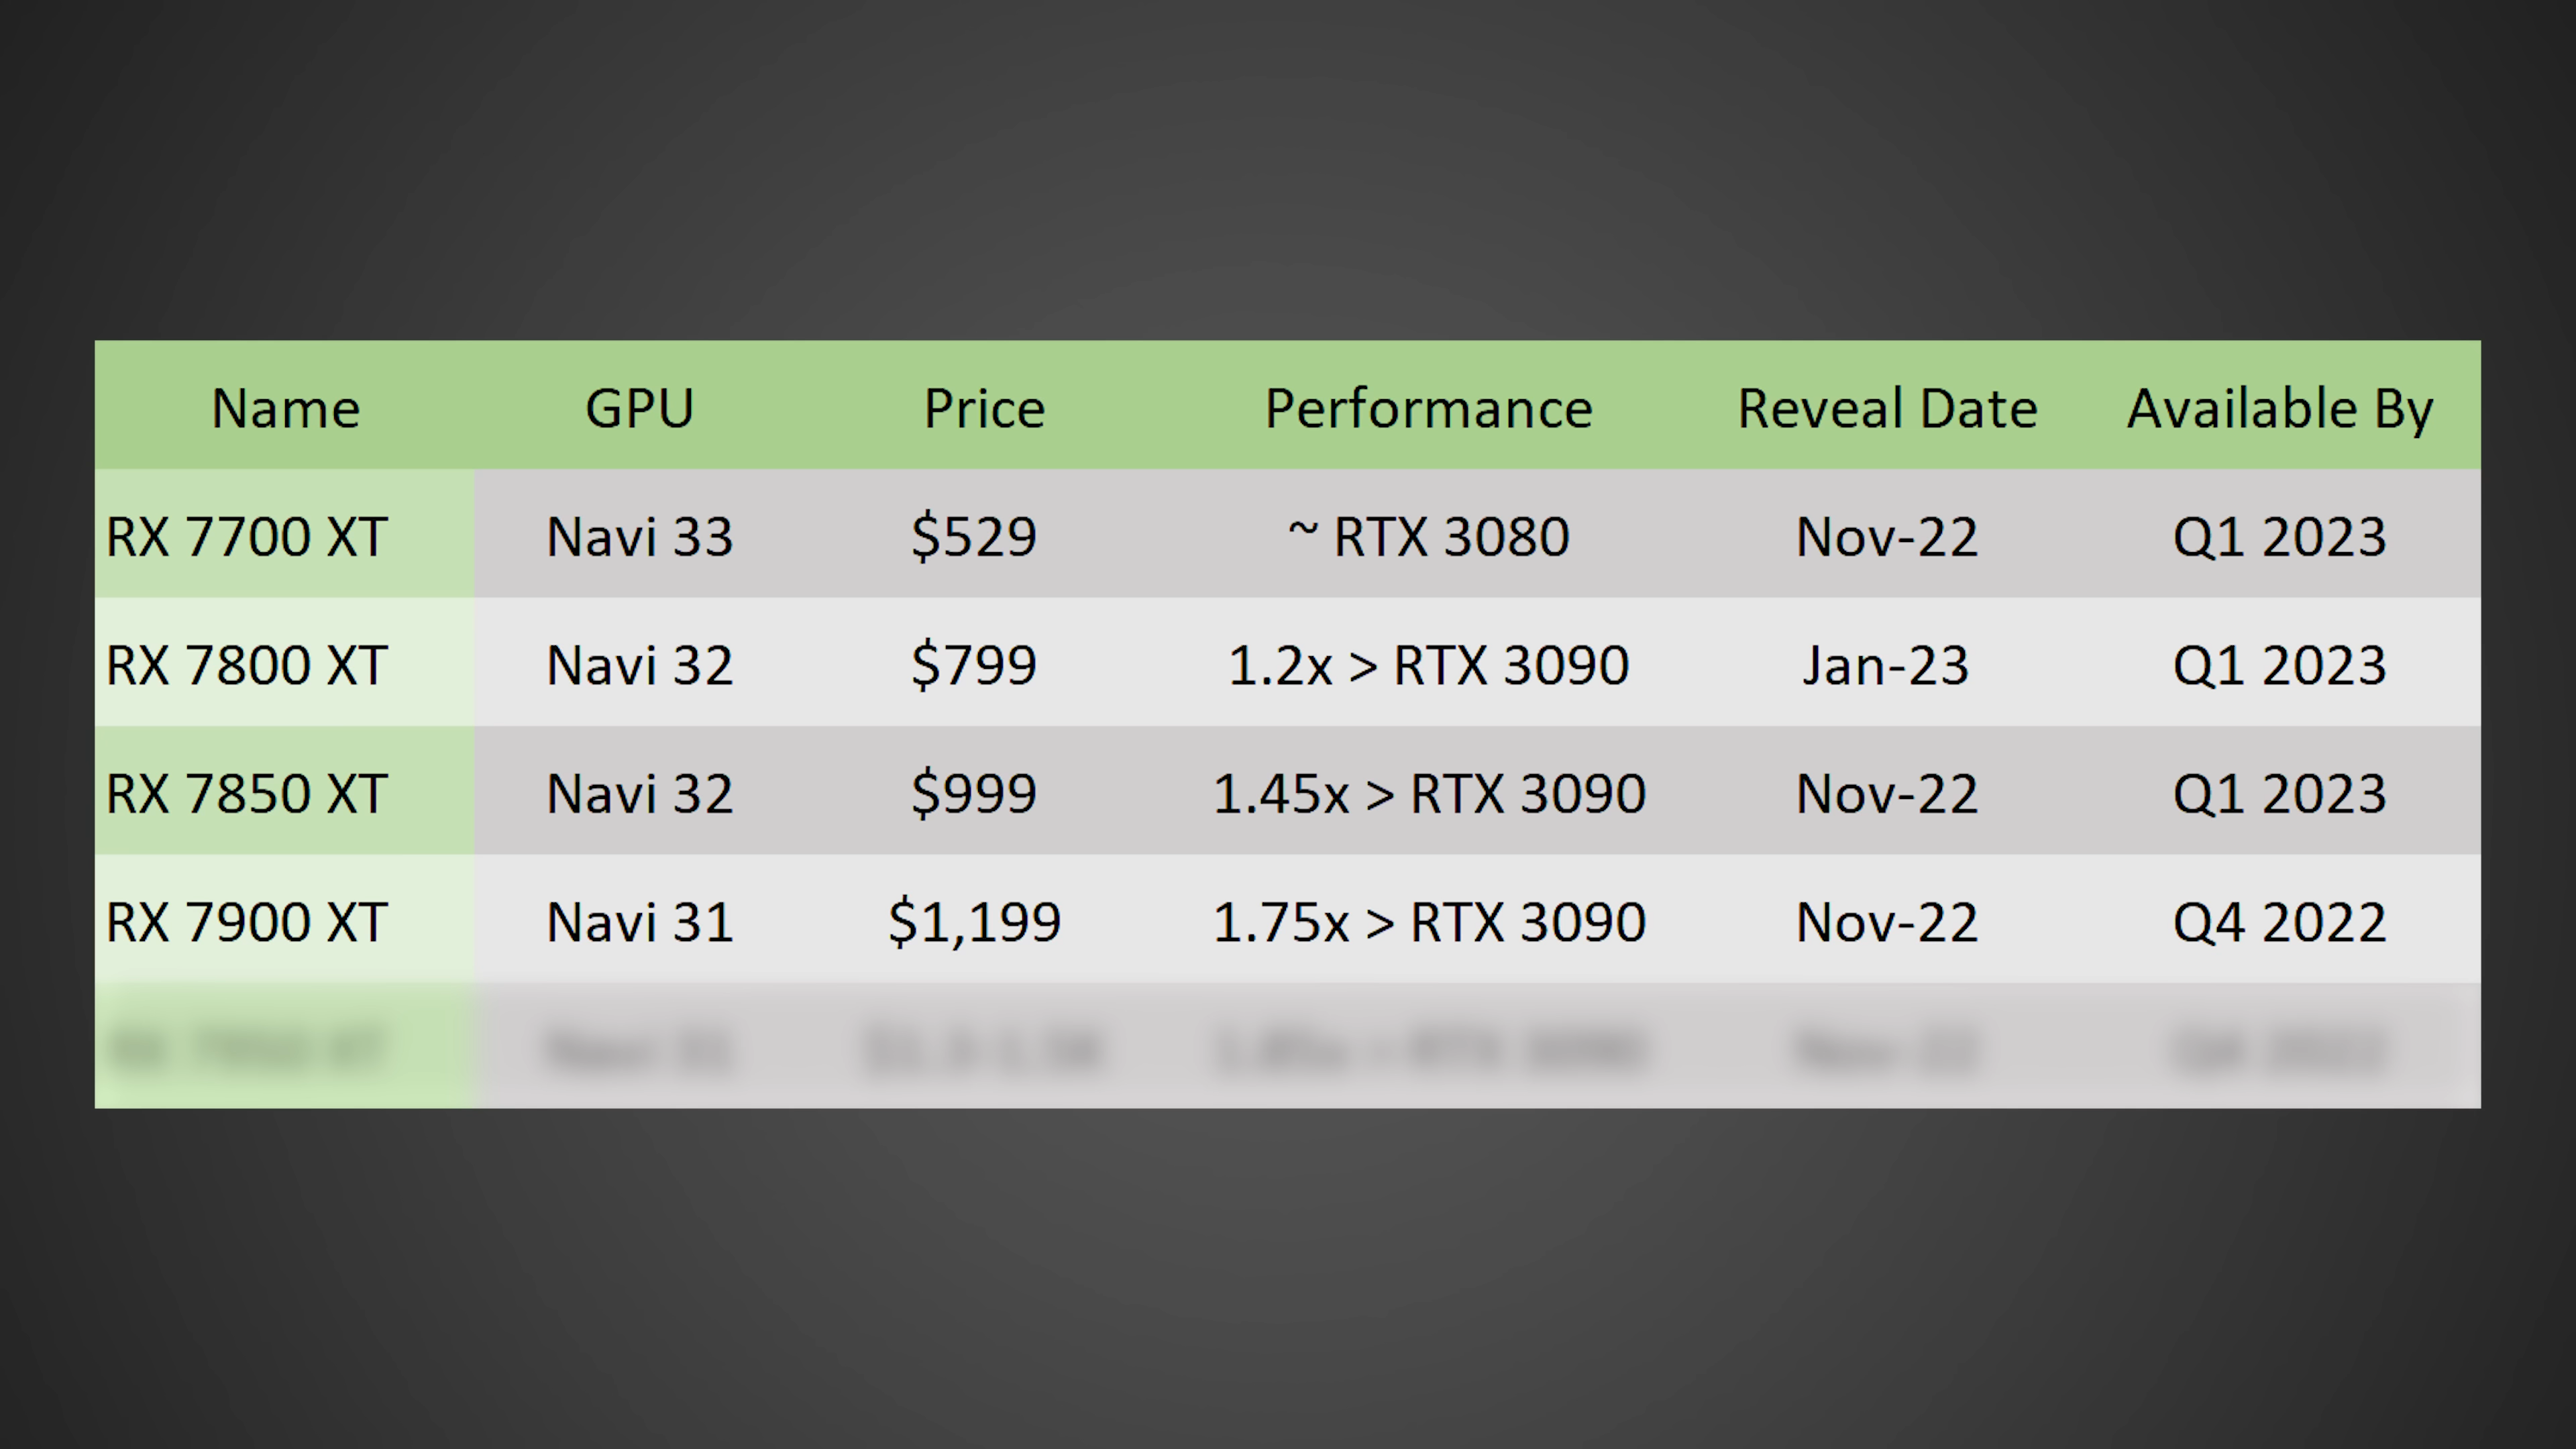 Name GPU Price Performance Reveal Date Available By
RX 7700 XT Navi 33 $529 ~ RTX 3080 Nov-22 Q1 2023
RX 7800 XT Navi 32 $799 1.2x > RTX 3090 Jan-23 Q1 2023
RX 7850 XT Navi 32 $999 1.45x > RTX 3090 Nov-22 Q1 2023
RX 7900 XT Navi 31 $1,199 1.75x > RTX 3090 Nov-22 Q4 2022